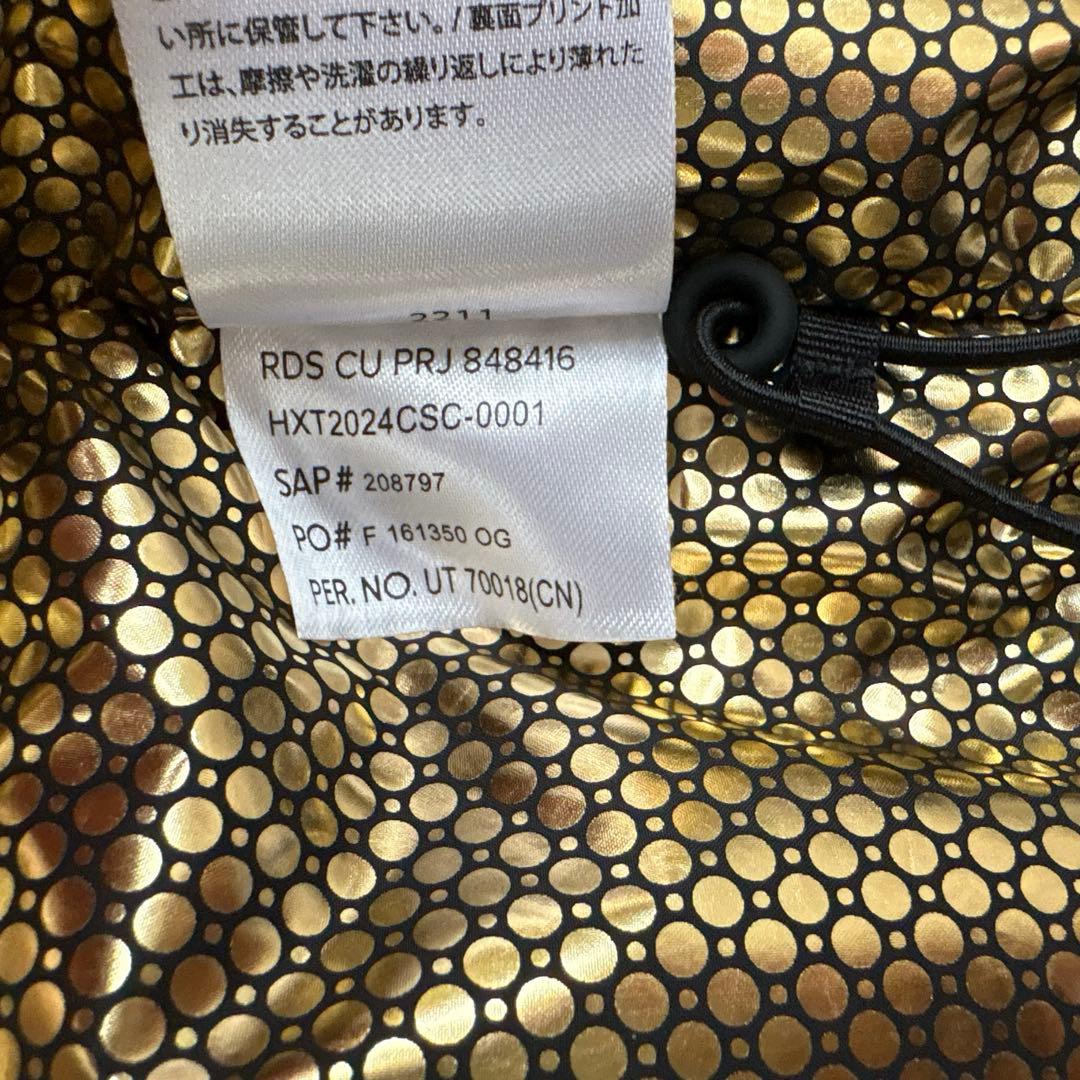 い所に保管して下さい。/裏面プリント加
工は、摩擦や洗濯の繰り返しにより薄れた
り消失することがあります。
2211
RDS CU PRJ 848416
HXT2024CSC-0001
SAP# 208797
PO# F 161350 OG
PER. NO. UT 70018(CN)